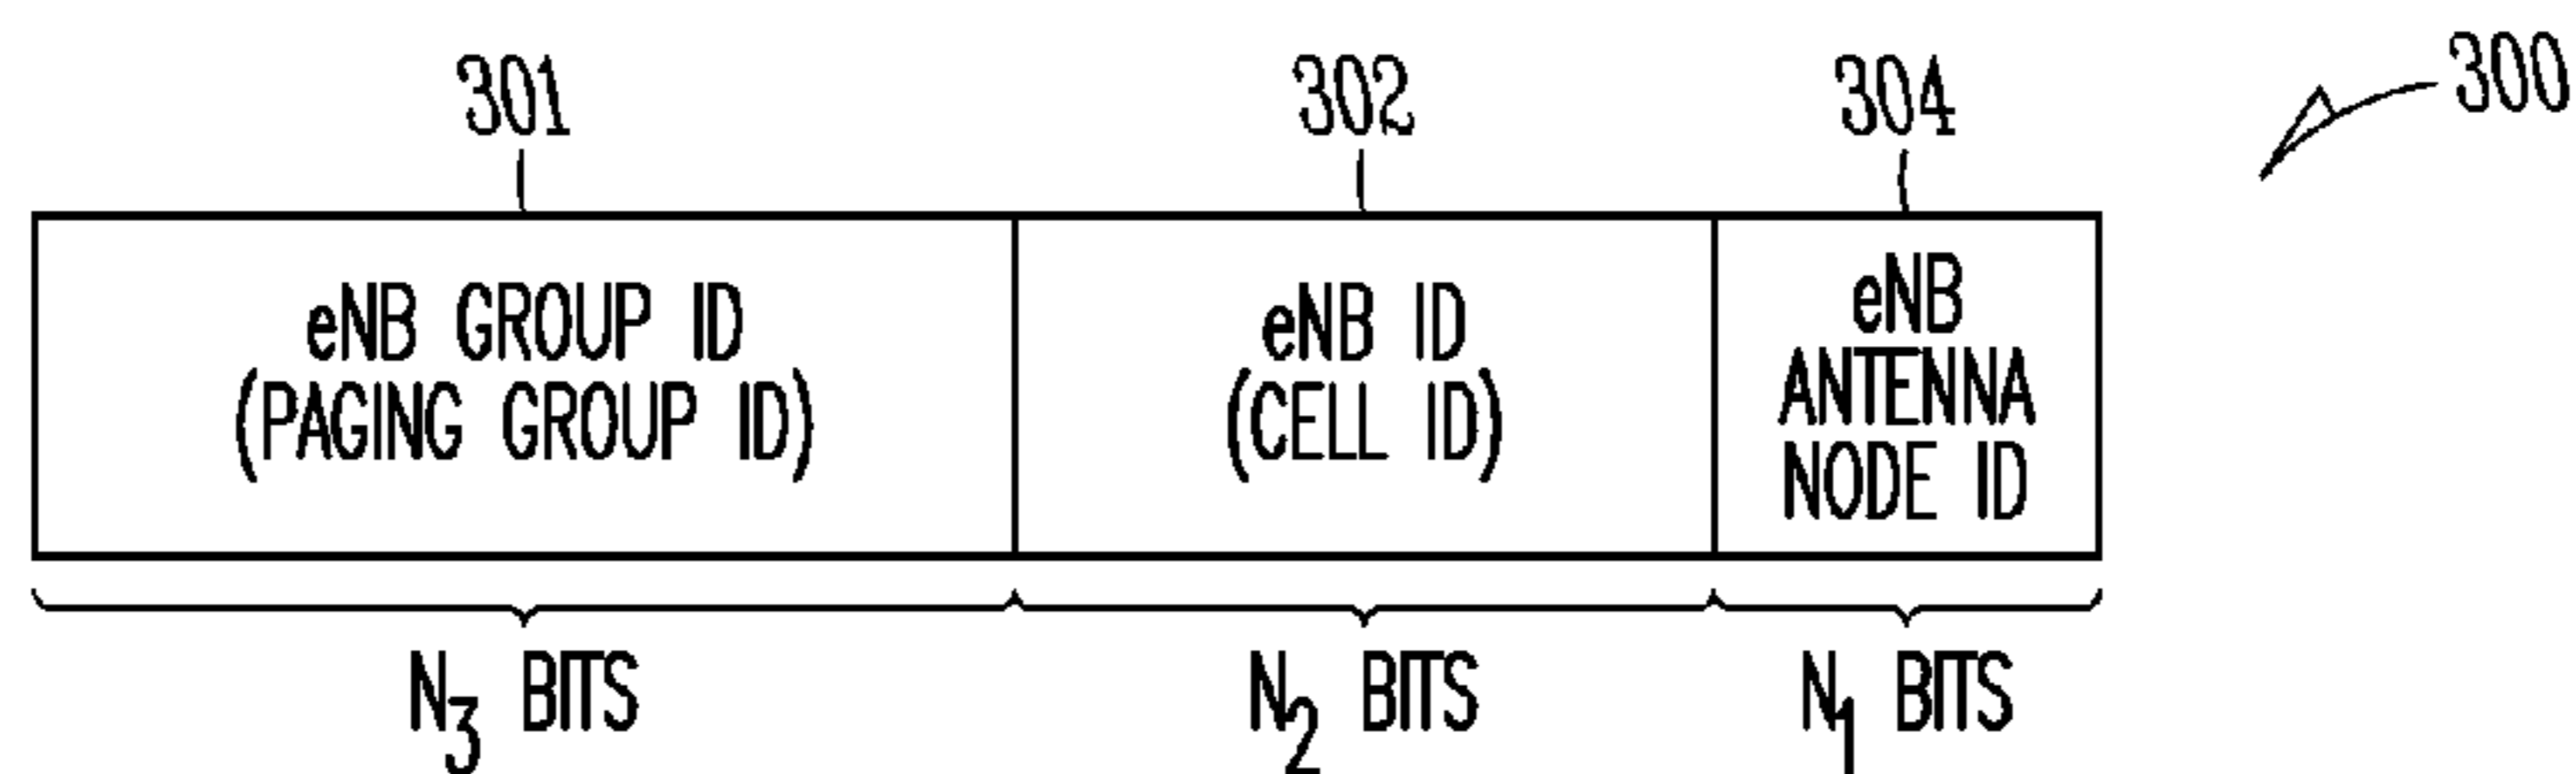 301 302 304 300
eNB GROUP ID
(PAGING GROUP ID)
eNB ID
(CELL ID)
eNB
ANTENNA
NODE ID
N3 BITS N2 BITS N1 BITS